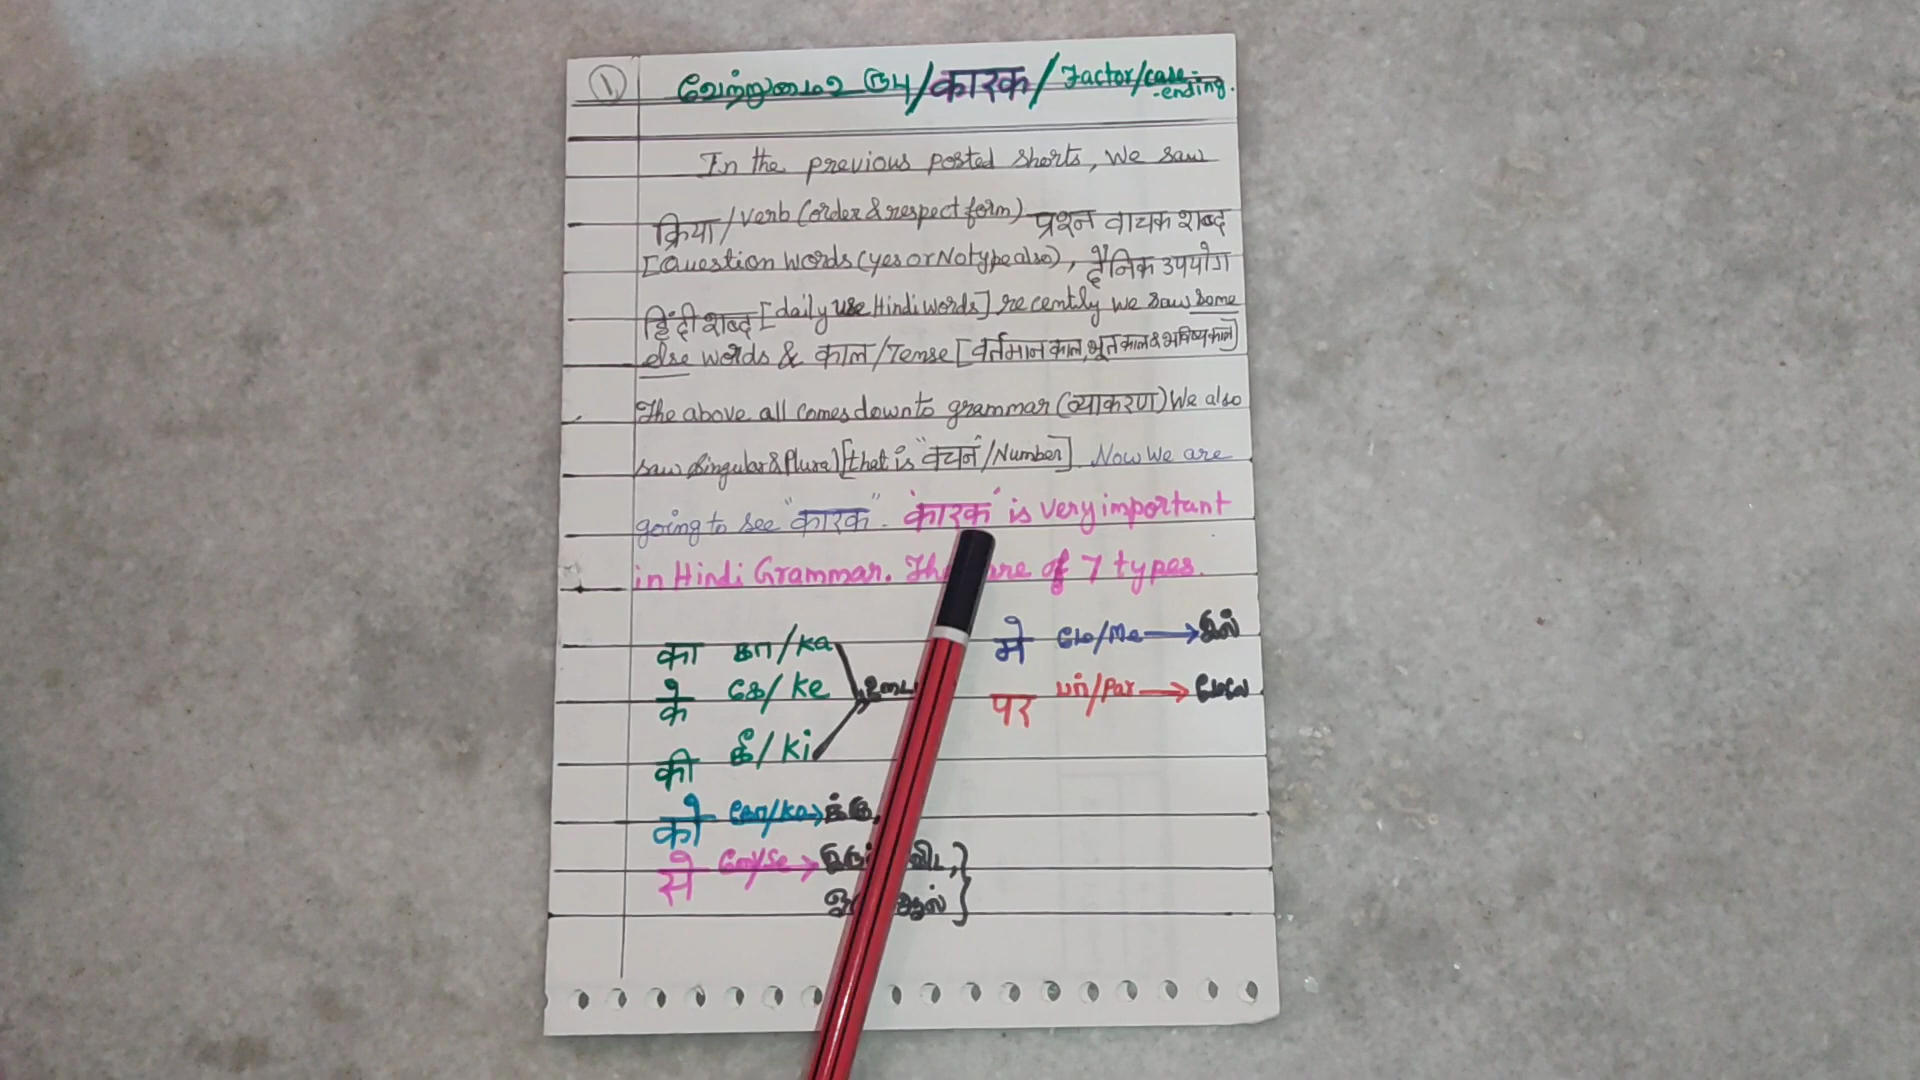 1
வேற்றுமை உருபு/कारक/Factor/case-
-ending.
In the previous posted shorts, We saw
क्रिया/Verb(order & respect form) प्रश्न वाचक शब्द
[Question words(yes or No type also), दैनिक उपयोग
हिंदी शब्द [daily use Hindi words] recently we saw some
else words & काल/Tense [वर्तमान काल, भूत काल & भविष्य काल]
The above all comes down to grammar (व्याकरण) We also
saw Singular & Plural [that is "वचन"/Number]. Now We are
going to see "कारक". "कारक" is very important
in Hindi Grammar. of 7 types.
का கா/ka மே मे மே/Me → இல்
के கே/ke உடை पर பர்/Par → மேலே
की கீ/ki
को கோ/ko → க்கு,
से சே/Se →